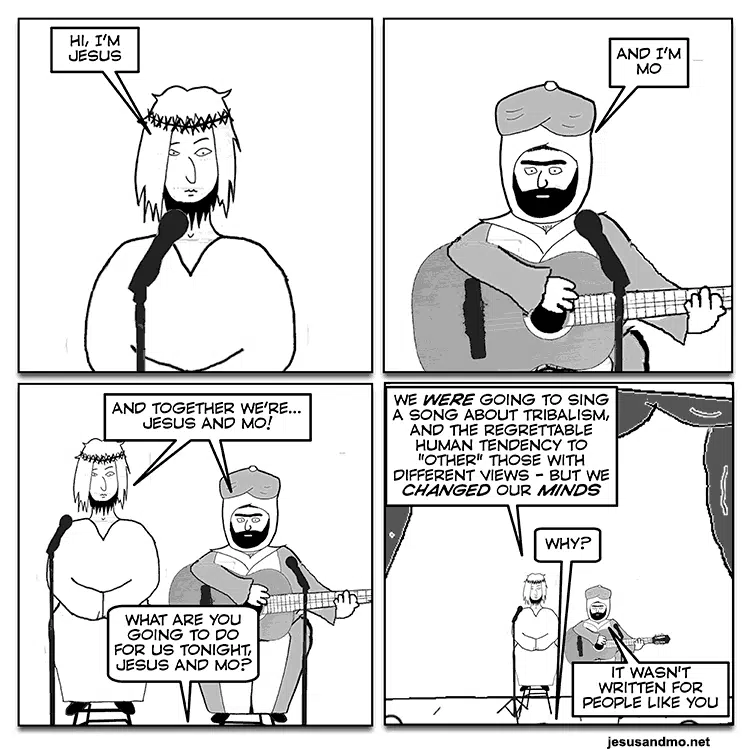 HI, I'M
JESUS
AND I'M
MO
AND TOGETHER WE'RE...
JESUS AND MO!
WHAT ARE YOU
GOING TO DO
FOR US TONIGHT,
JESUS AND MO?
WE WERE GOING TO SING
A SONG ABOUT TRIBALISM,
AND THE REGRETTABLE
HUMAN TENDENCY TO
"OTHER" THOSE WITH
DIFFERENT VIEWS - BUT WE
CHANGED OUR MINDS
WHY?
IT WASN'T
WRITTEN FOR
PEOPLE LIKE YOU
jesusandmo.net